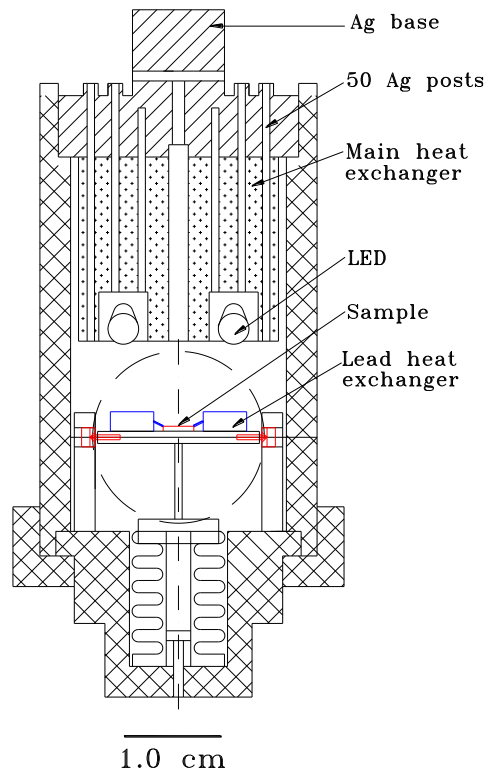 Ag base
50 Ag posts
Main heat
exchanger
LED
Sample
Lead heat
exchanger
1.0 cm